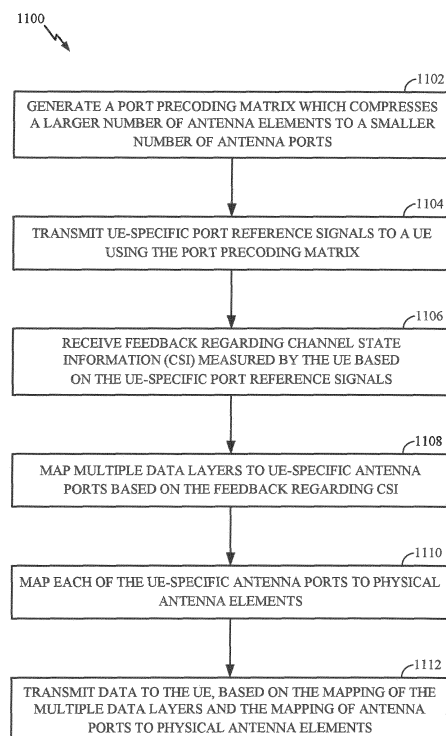 1100
1102
GENERATE A PORT PRECODING MATRIX WHICH COMPRESSES
A LARGER NUMBER OF ANTENNA ELEMENTS TO A SMALLER
NUMBER OF ANTENNA PORTS
1104
TRANSMIT UE-SPECIFIC PORT REFERENCE SIGNALS TO A UE
USING THE PORT PRECODING MATRIX
1106
RECEIVE FEEDBACK REGARDING CHANNEL STATE
INFORMATION (CSI) MEASURED BY THE UE BASED
ON THE UE-SPECIFIC PORT REFERENCE SIGNALS
1108
MAP MULTIPLE DATA LAYERS TO UE-SPECIFIC ANTENNA
PORTS BASED ON THE FEEDBACK REGARDING CSI
1110
MAP EACH OF THE UE-SPECIFIC ANTENNA PORTS TO PHYSICAL
ANTENNA ELEMENTS
1112
TRANSMIT DATA TO THE UE, BASED ON THE MAPPING OF THE
MULTIPLE DATA LAYERS AND THE MAPPING OF ANTENNA
PORTS TO PHYSICAL ANTENNA ELEMENTS